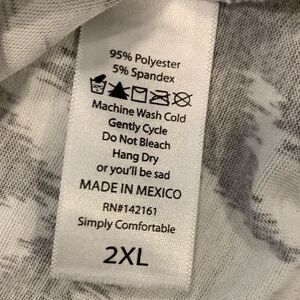 95% Polyester
5% Spandex
Machine Wash Cold
Gently Cycle
Do Not Bleach
Hang Dry
or you'll be sad
MADE IN MEXICO
RN#142161
Simply Comfortable
2XL